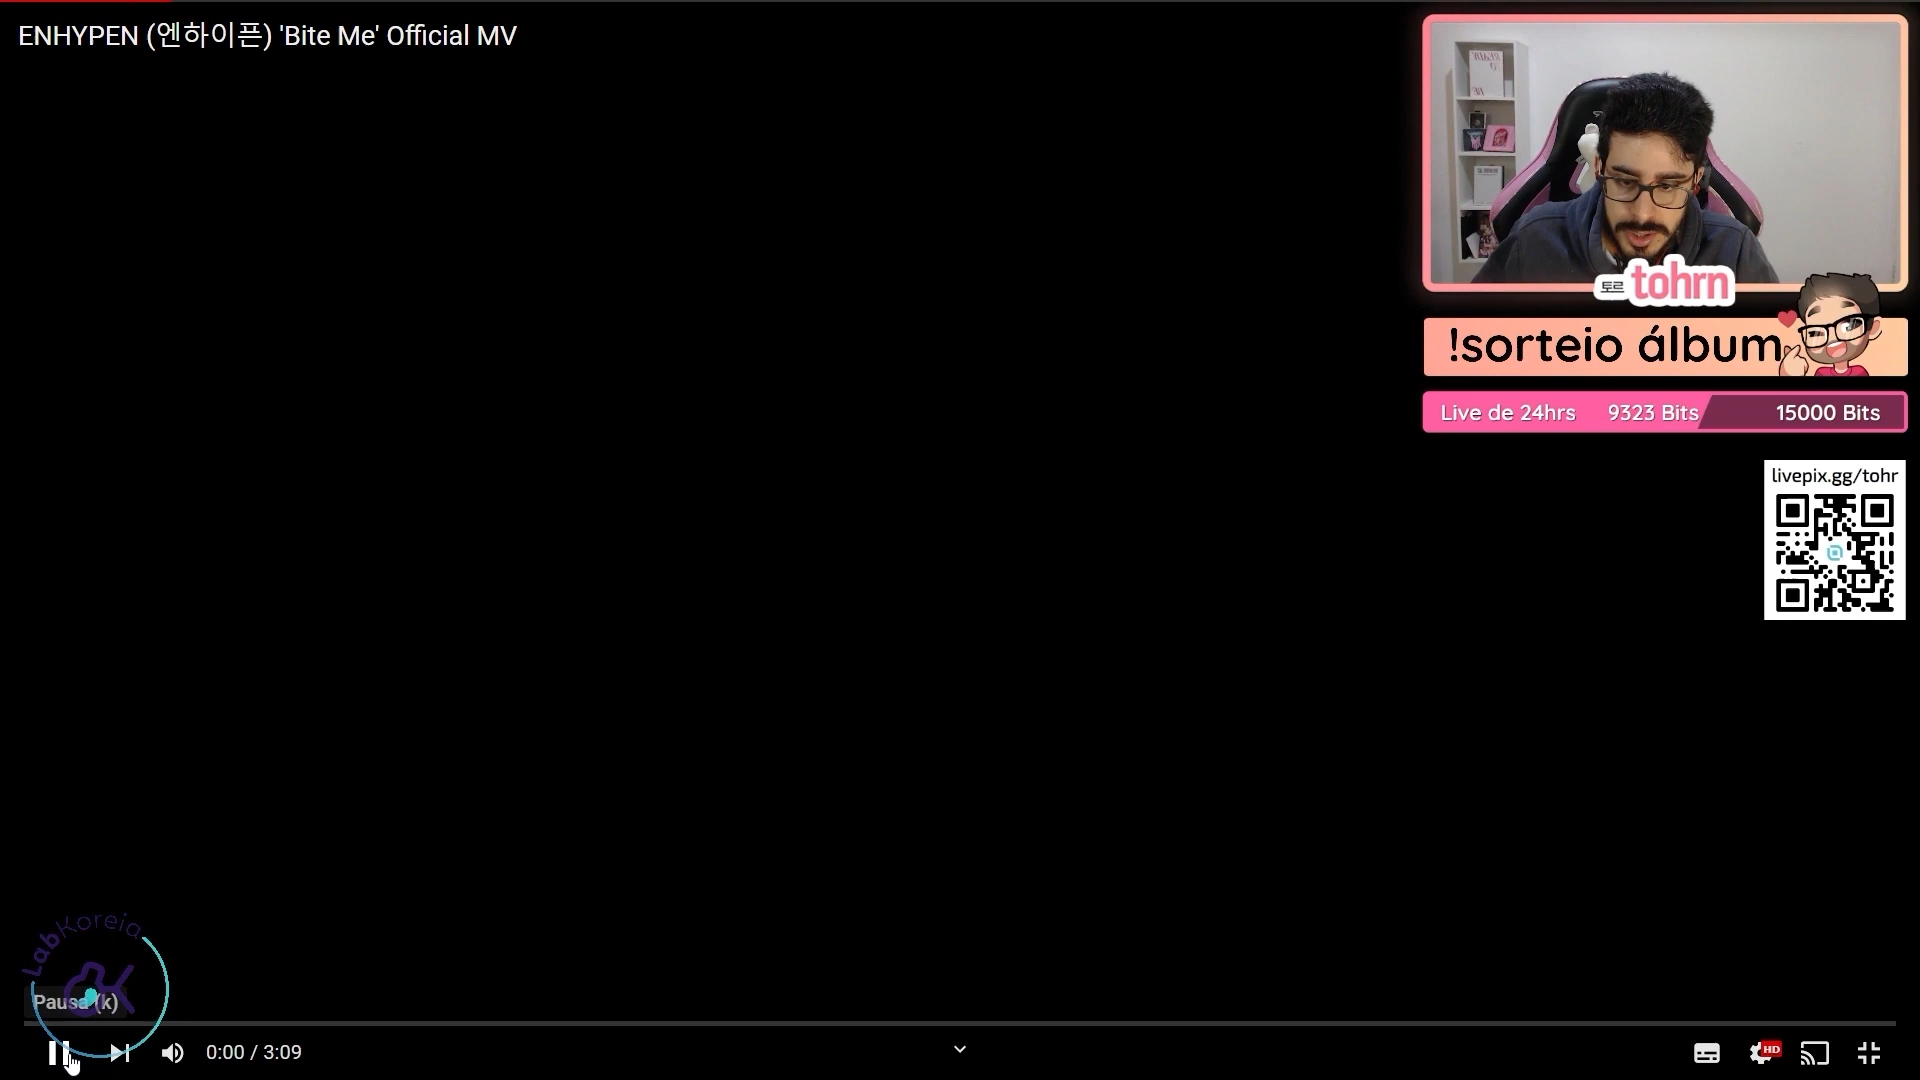 ENHYPEN (엔하이픈) 'Bite Me' Official MV
토르 tohrn
!sorteio álbum
Live de 24hrs 9323 Bits 15000 Bits
livepix.gg/tohr
LabKoreia
Pausa (k)
0:00 / 3:09
HD